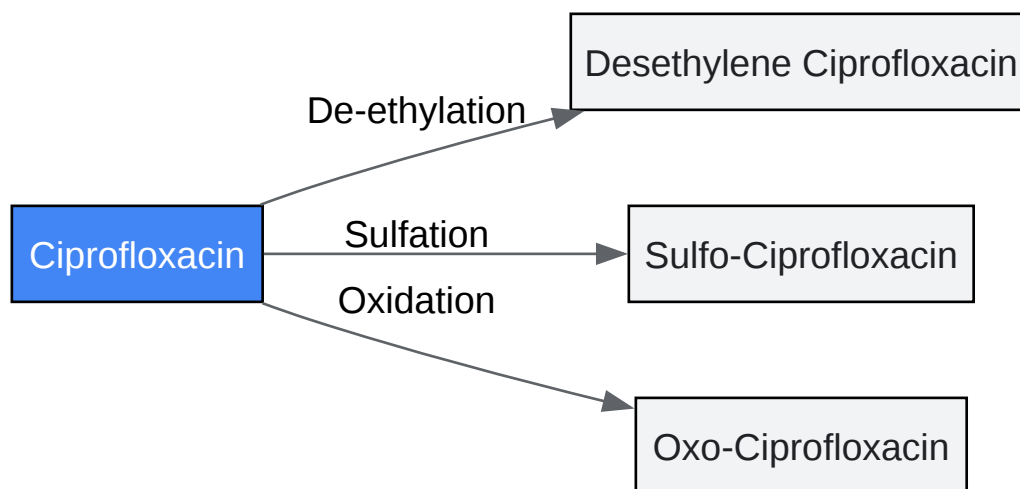 Desethylene Ciprofloxacin
De-ethylation
Ciprofloxacin
Sulfation
Sulfo-Ciprofloxacin
Oxidation
Oxo-Ciprofloxacin